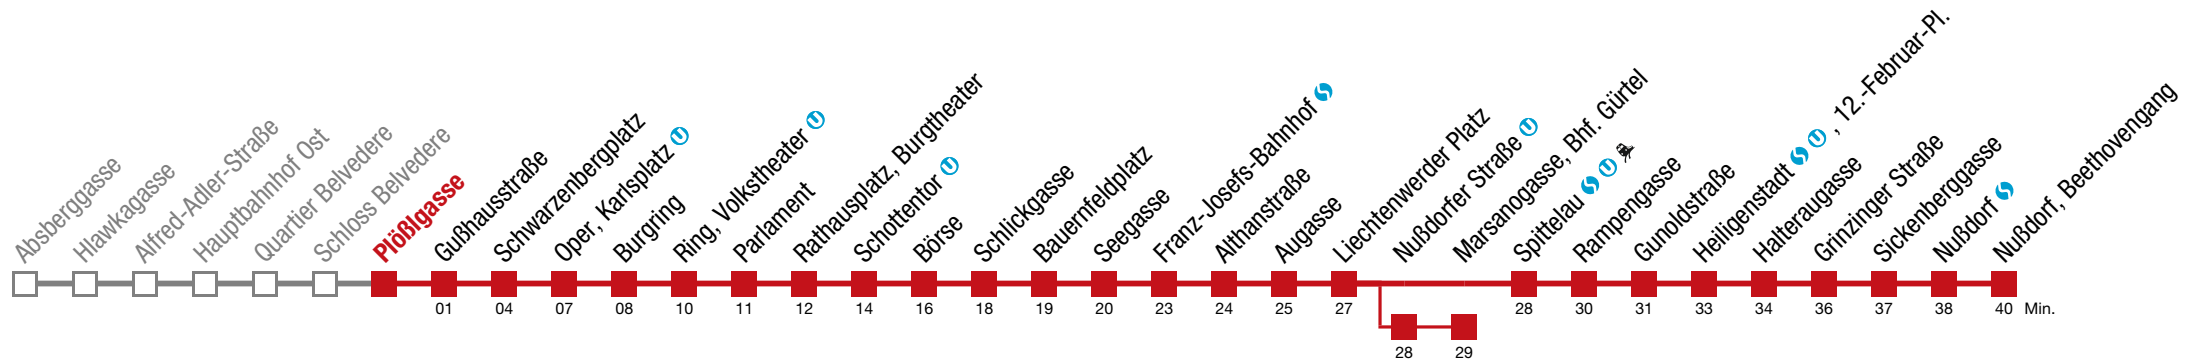 Absberggasse
Hlawkagasse
Alfred-Adler-Straße
Hauptbahnhof Ost
Quartier Belvedere
Schloss Belvedere
Plößlgasse
Gußhausstraße
Schwarzenbergplatz
Oper, Karlsplatz U
Burgring
Ring, Volkstheater U
Parlament
Rathausplatz, Burgtheater
Schottentor U
Börse
Schlickgasse
Bauernfeldplatz
Seegasse
Franz-Josefs-Bahnhof S
Althanstraße
Augasse
Liechtenwerder Platz
Nußdorfer Straße U
Marsanogasse, Bhf. Gürtel
Spittelau S U
Rampengasse
Gunoldstraße
Heiligenstadt S U , 12.-Februar-Pl.
Halteraugasse
Grinzinger Straße
Sickenberggasse
Nußdorf S
Nußdorf, Beethovengang
01 04 07 08 10 11 12 14 16 18 19 20 23 24 25 27 28 30 31 33 34 36 37 38 40 Min.
28 29